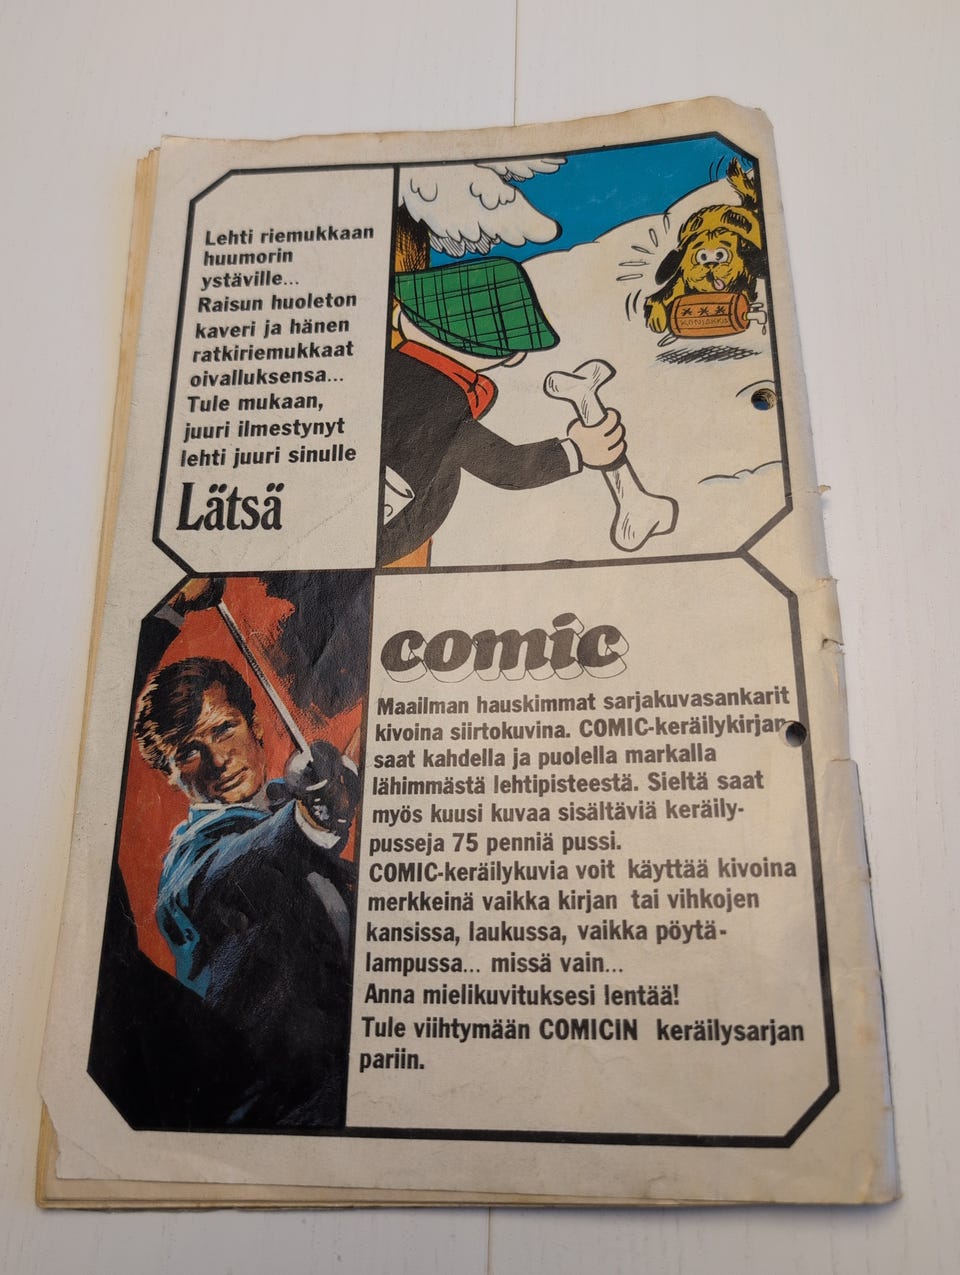 Lehti riemukkaan
huumorin
ystäville...
Raisun huoleton
kaveri ja hänen
ratkiriemukkaat
oivalluksensa...
Tule mukaan,
juuri ilmestynyt
lehti juuri sinulle
Lätsä
KONJAKKIA
comic
Maailman hauskimmat sarjakuvasankarit
kivoina siirtokuvina. COMIC-keräilykirjan
saat kahdella ja puolella markalla
lähimmästä lehtipisteestä. Sieltä saat
myös kuusi kuvaa sisältäviä keräily-
pusseja 75 penniä pussi.
COMIC-keräilykuvia voit käyttää kivoina
merkkeinä vaikka kirjan tai vihkojen
kansissa, laukussa, vaikka pöytä-
lampussa... missä vain...
Anna mielikuvituksesi lentää!
Tule viihtymään COMICIN keräilysarjan
pariin.